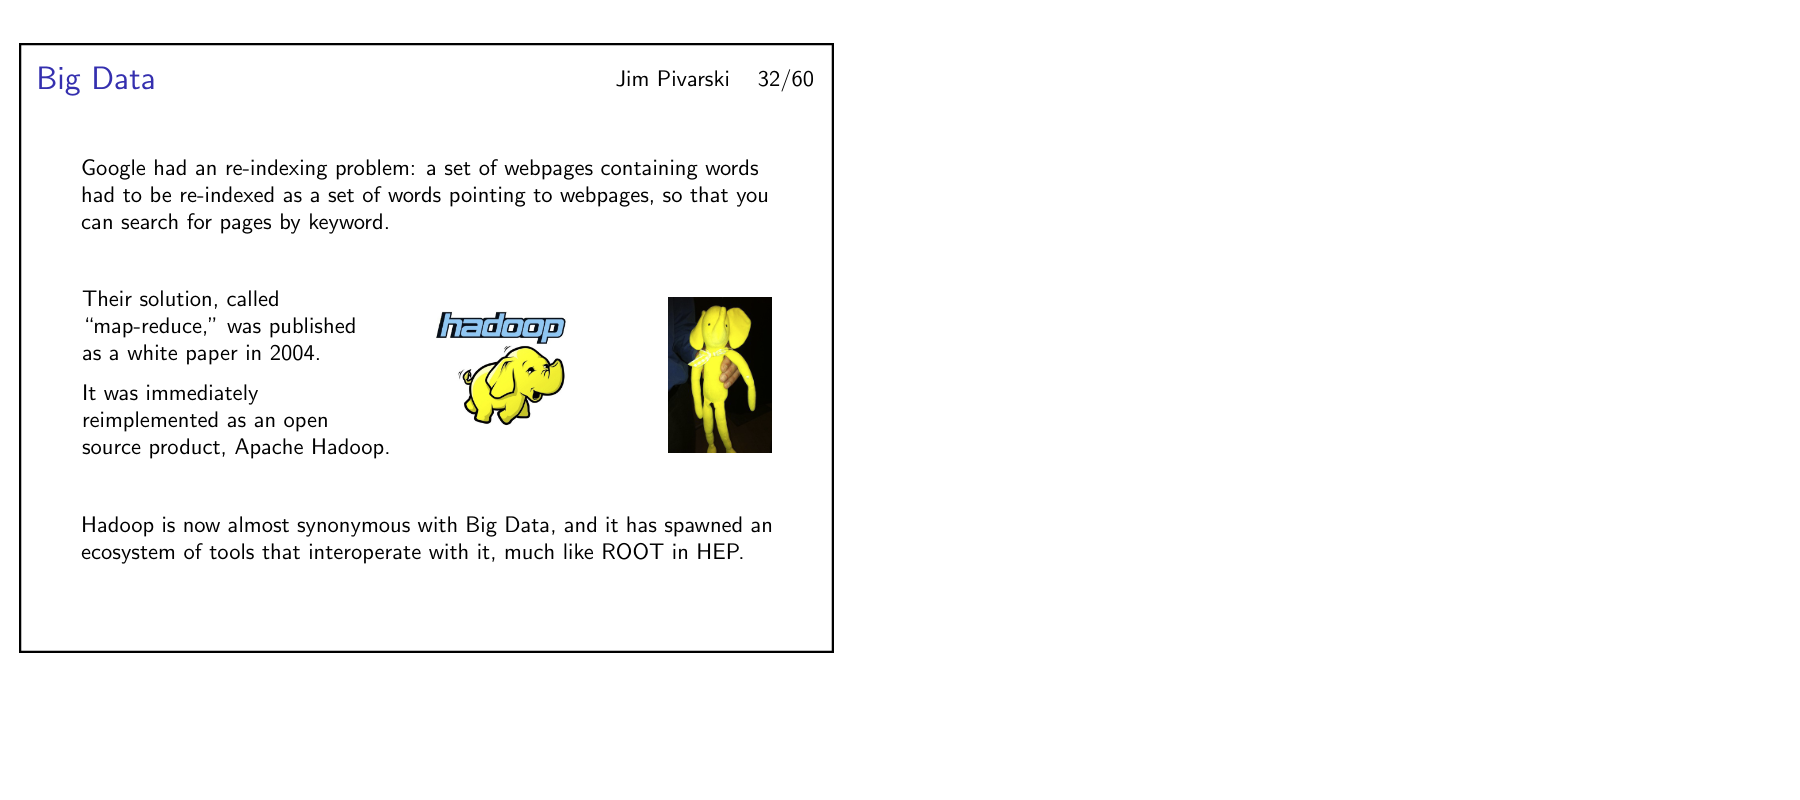 Big Data
Jim Pivarski 32/60
Google had an re-indexing problem: a set of webpages containing words
had to be re-indexed as a set of words pointing to webpages, so that you
can search for pages by keyword.
Their solution, called
“map-reduce,” was published
as a white paper in 2004.
It was immediately
reimplemented as an open
source product, Apache Hadoop.
hadoop
Hadoop is now almost synonymous with Big Data, and it has spawned an
ecosystem of tools that interoperate with it, much like ROOT in HEP.